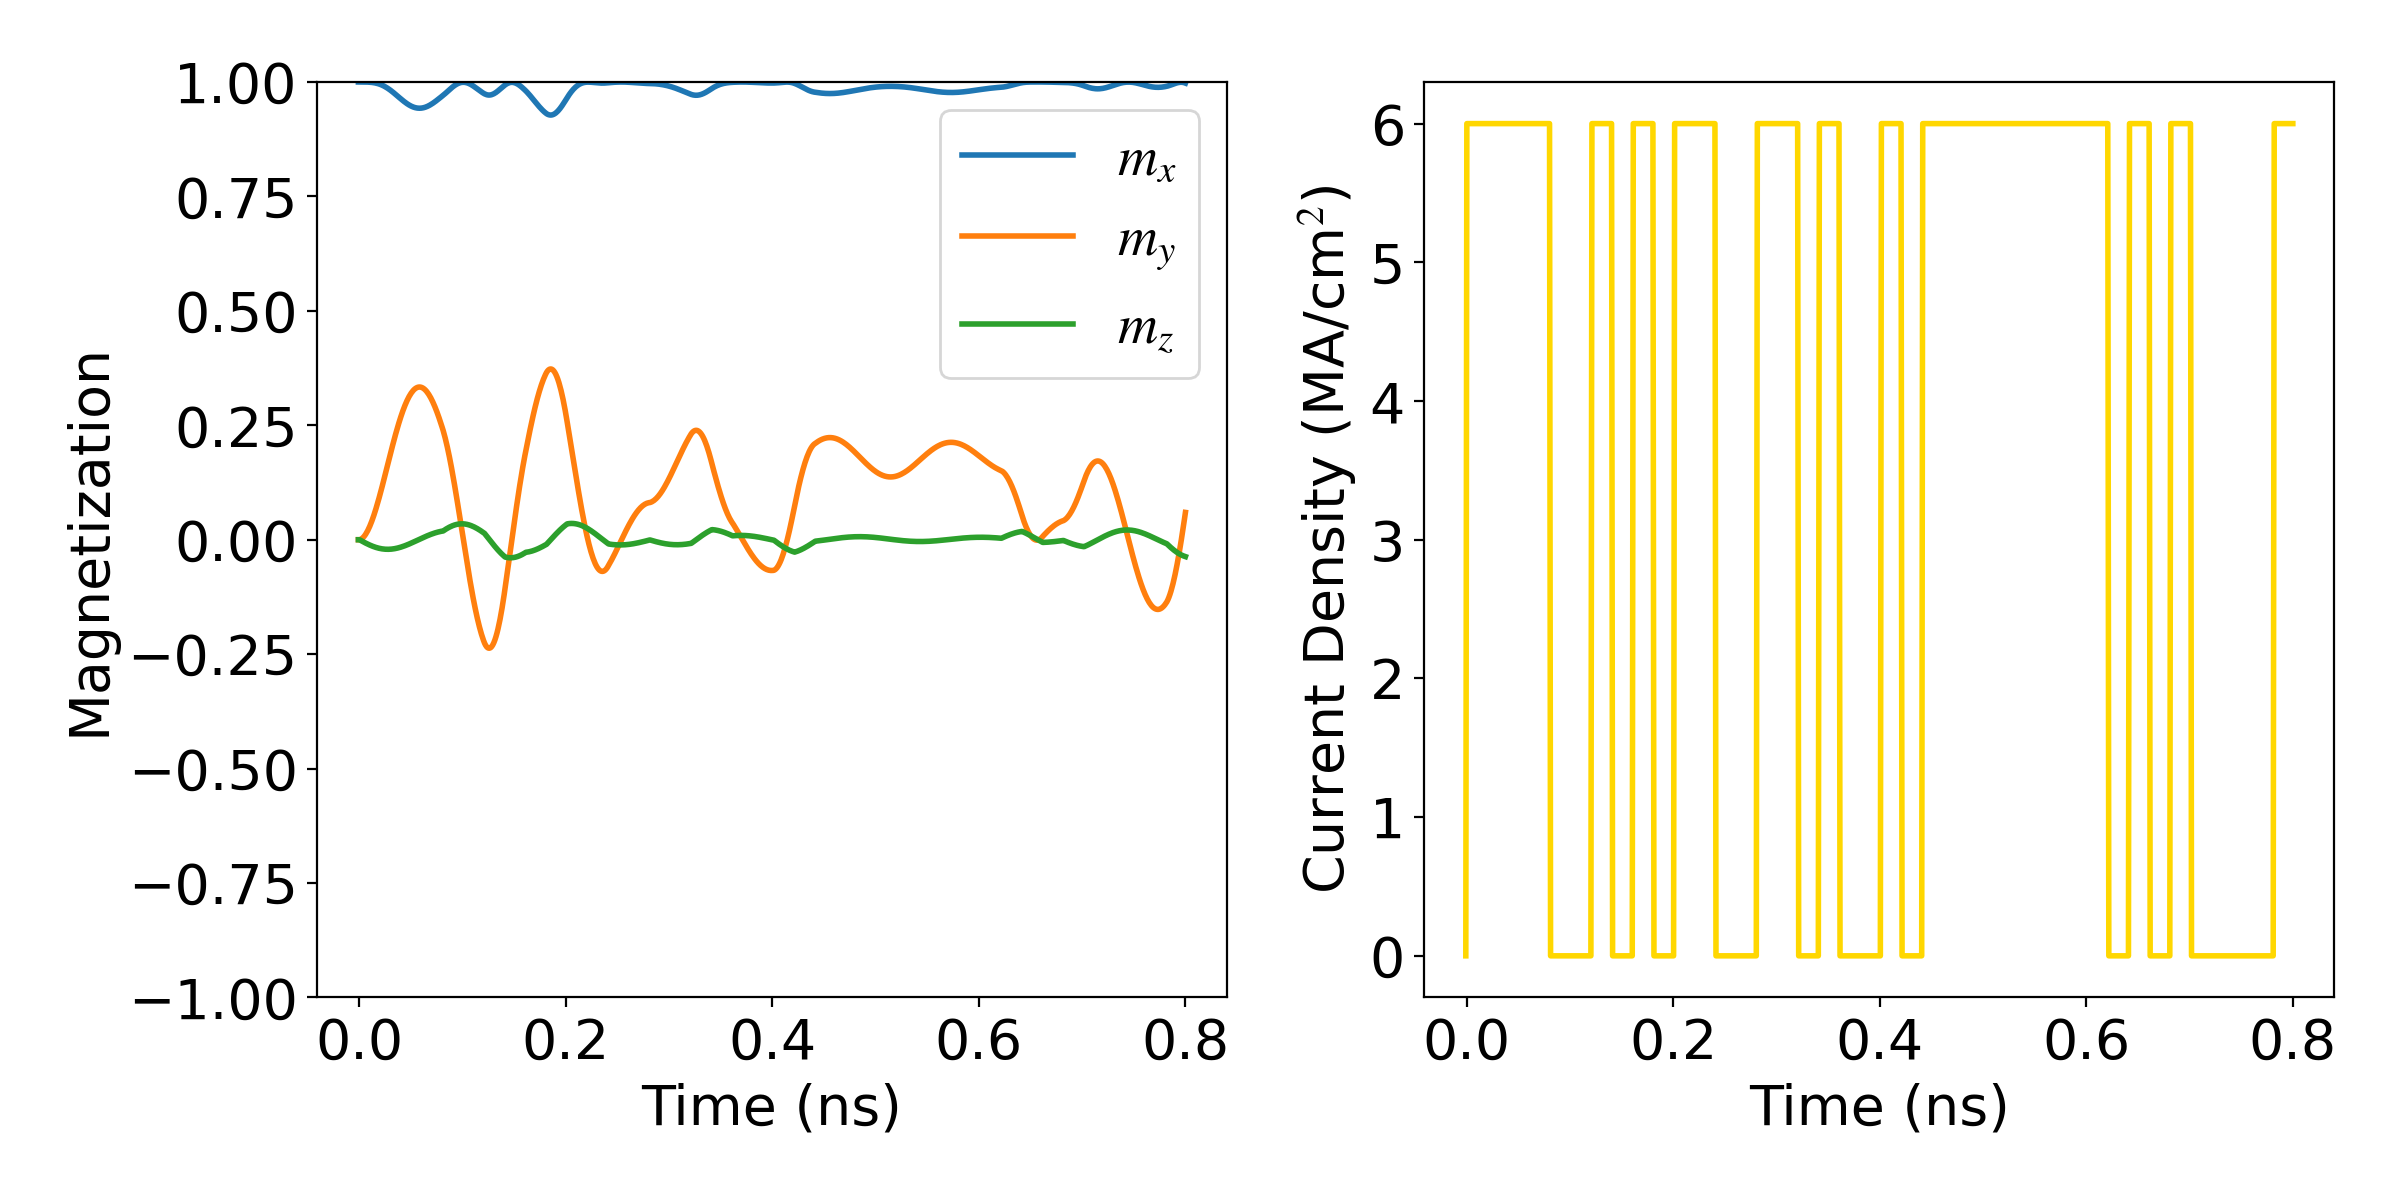 1.00
0.75
0.50
0.25
0.00
−0.25
−0.50
−0.75
−1.00
Magnetization
0.0 0.2 0.4 0.6 0.8
Time (ns)
m_x
m_y
m_z
6
5
4
3
2
1
0
Current Density (MA/cm²)
0.0 0.2 0.4 0.6 0.8
Time (ns)